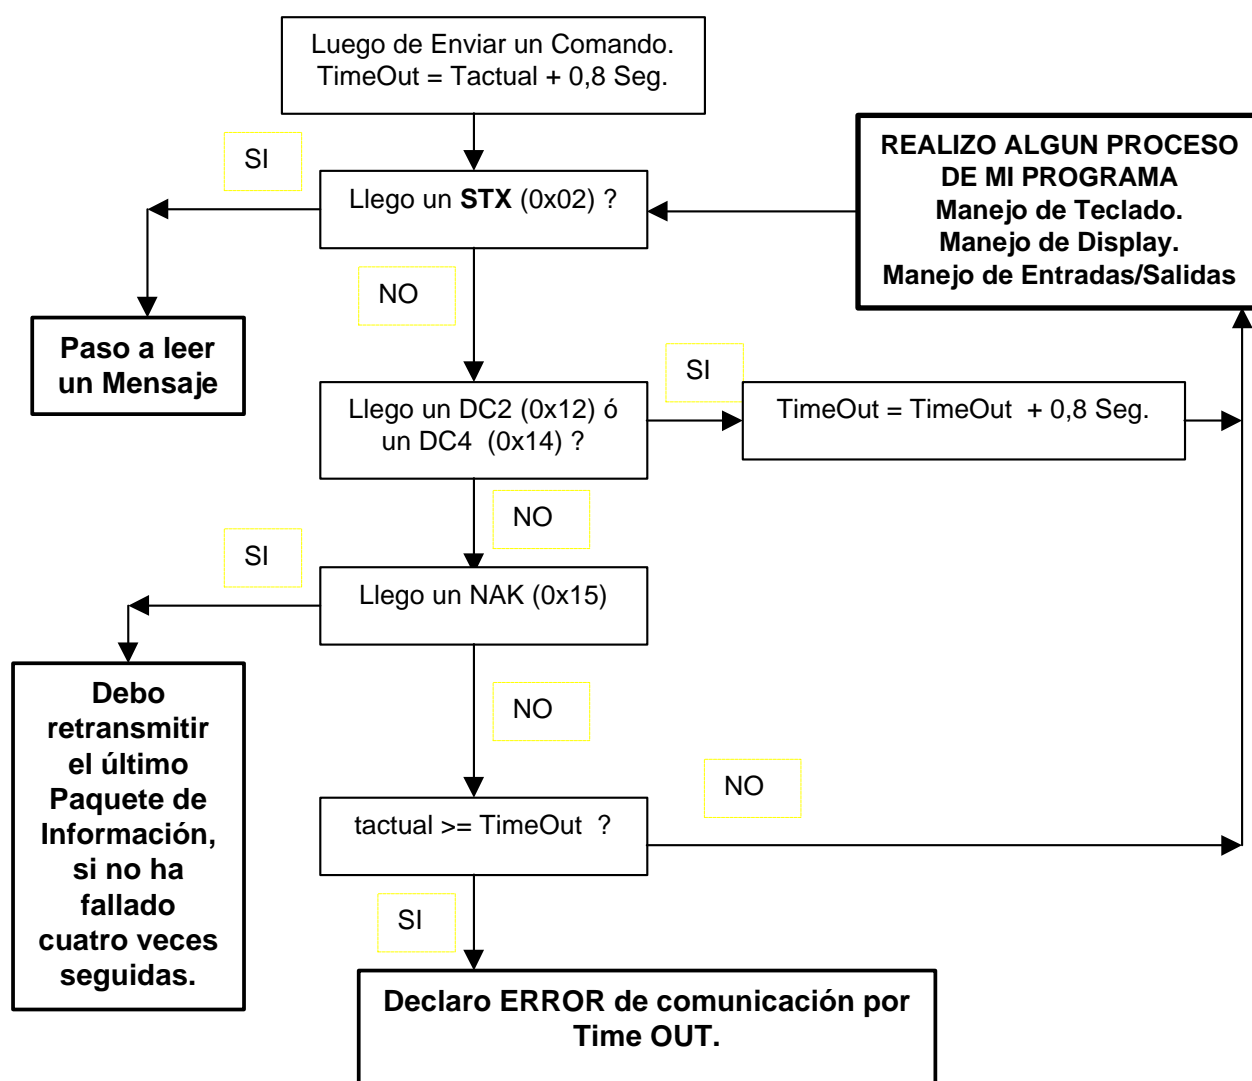 Luego de Enviar un Comando.
TimeOut = Tactual + 0,8 Seg.
SI
Llego un STX (0x02) ?
REALIZO ALGUN PROCESO
DE MI PROGRAMA
Manejo de Teclado.
Manejo de Display.
Manejo de Entradas/Salidas
NO
Paso a leer
un Mensaje
Llego un DC2 (0x12) ó
un DC4 (0x14) ?
SI
TimeOut = TimeOut + 0,8 Seg.
NO
SI
Llego un NAK (0x15)
Debo
retransmitir
el último
Paquete de
Información,
si no ha
fallado
cuatro veces
seguidas.
NO
tactual >= TimeOut ?
NO
SI
Declaro ERROR de comunicación por
Time OUT.